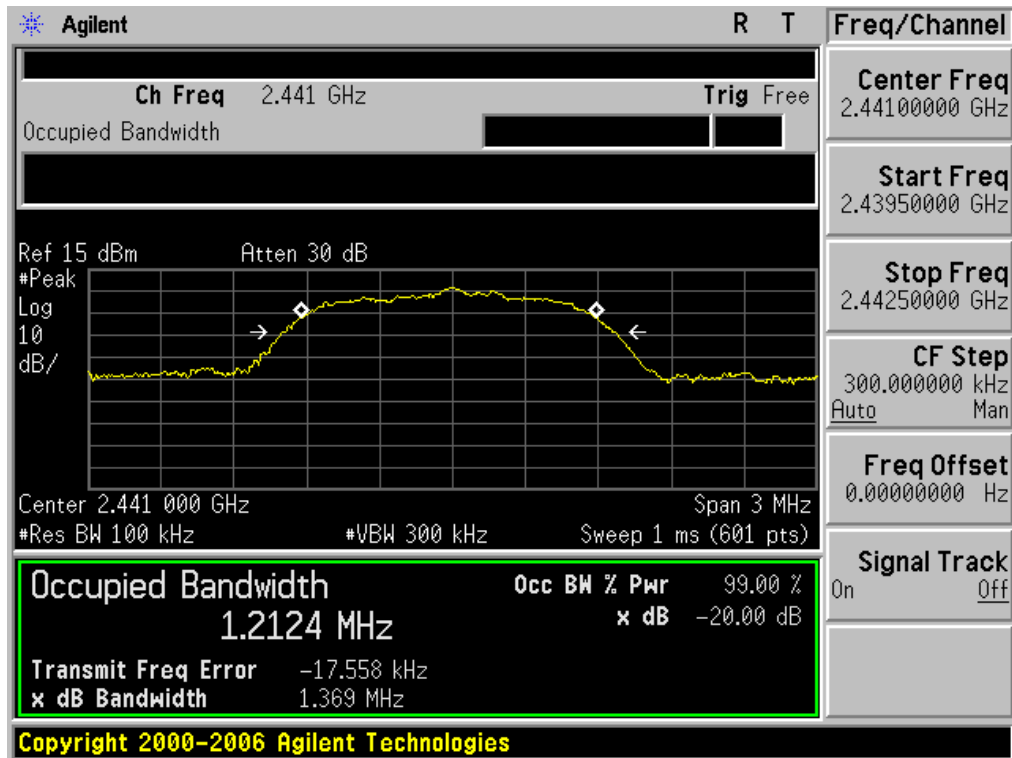 Agilent R T
Ch Freq 2.441 GHz Trig Free
Occupied Bandwidth
Ref 15 dBm Atten 30 dB
#Peak
Log
10
dB/
Center 2.441 000 GHz Span 3 MHz
#Res BW 100 kHz #VBW 300 kHz Sweep 1 ms (601 pts)
Occupied Bandwidth Occ BW % Pwr 99.00 %
1.2124 MHz x dB -20.00 dB
Transmit Freq Error -17.558 kHz
x dB Bandwidth 1.369 MHz
Copyright 2000-2006 Agilent Technologies
Freq/Channel
Center Freq
2.44100000 GHz
Start Freq
2.43950000 GHz
Stop Freq
2.44250000 GHz
CF Step
300.000000 kHz
Auto Man
Freq Offset
0.00000000 Hz
Signal Track
On Off